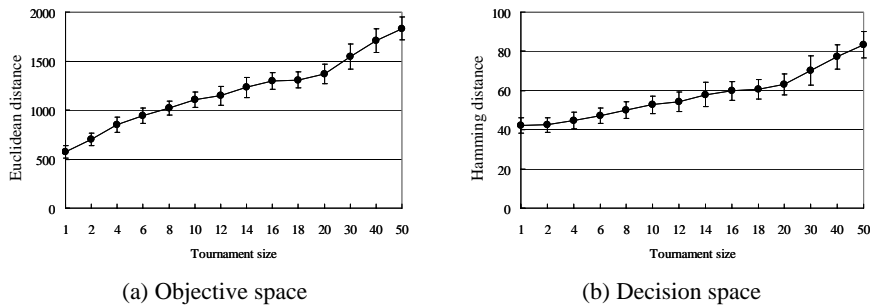 2000
1500
1000
500
0
Euclidean distance
1 2 4 6 8 10 12 14 16 18 20 30 40 50
Tournament size
(a) Objective space
100
80
60
40
20
0
Hamming distance
1 2 4 6 8 10 12 14 16 18 20 30 40 50
Tournament size
(b) Decision space